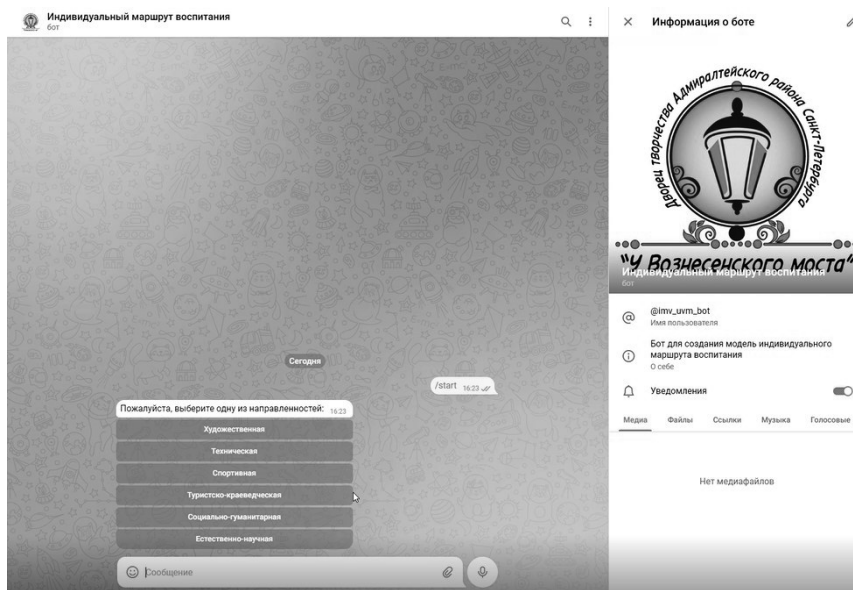 Индивидуальный маршрут воспитания
бот
Сегодня
/start 16:23
Пожалуйста, выберите одну из направленностей: 16:23
Художественная
Техническая
Спортивная
Туристско-краеведческая
Социально-гуманитарная
Естественно-научная
Сообщение
Информация о боте
Дворец творчества Адмиралтейского района Санкт-Петербурга
"У Вознесенского моста"
Индивидуальный маршрут воспитания
бот
@imv_uvm_bot
Имя пользователя
Бот для создания модель индивидуального
маршрута воспитания
О себе
Уведомления
Медиа Файлы Ссылки Музыка Голосовые
Нет медиафайлов